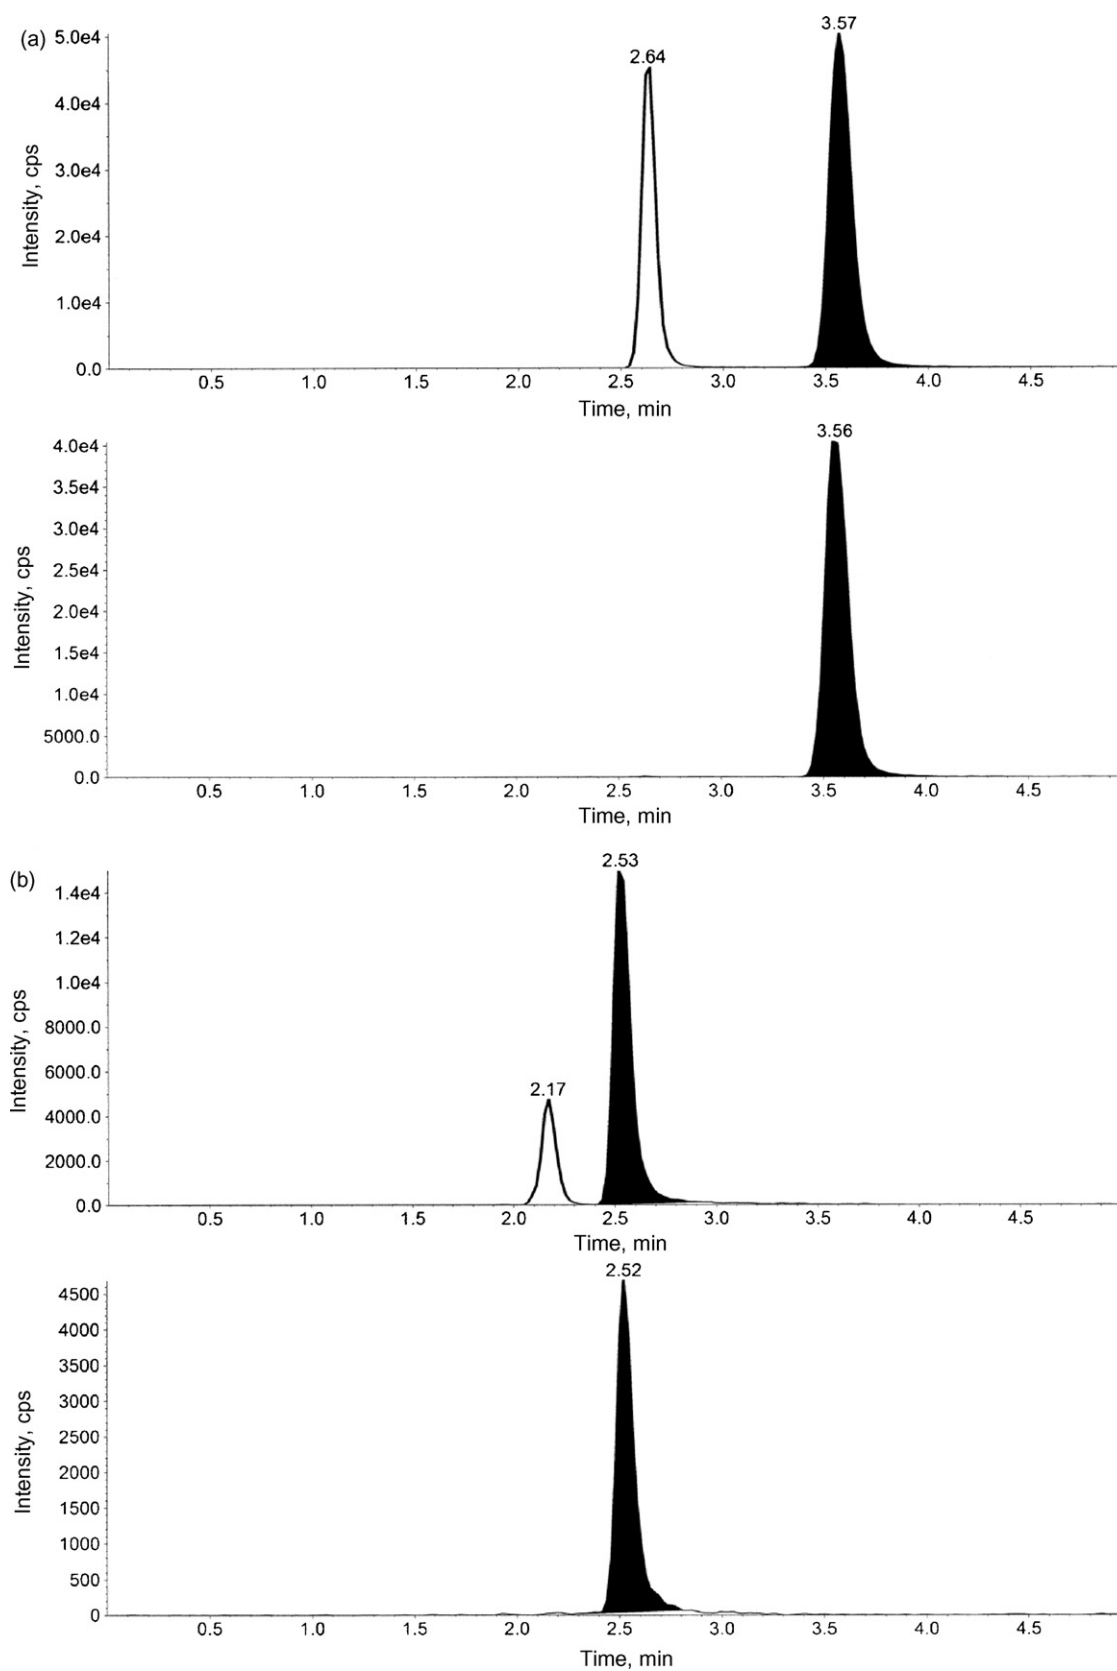 (a)
3.57
2.64
5.0e4
4.0e4
3.0e4
2.0e4
1.0e4
0.0
Intensity, cps
0.5 1.0 1.5 2.0 2.5 3.0 3.5 4.0 4.5
Time, min
3.56
4.0e4
3.5e4
3.0e4
2.5e4
2.0e4
1.5e4
1.0e4
5000.0
0.0
Intensity, cps
0.5 1.0 1.5 2.0 2.5 3.0 3.5 4.0 4.5
Time, min
(b)
2.53
2.17
1.4e4
1.2e4
1.0e4
8000.0
6000.0
4000.0
2000.0
0.0
Intensity, cps
0.5 1.0 1.5 2.0 2.5 3.0 3.5 4.0 4.5
Time, min
2.52
4500
4000
3500
3000
2500
2000
1500
1000
500
0
Intensity, cps
0.5 1.0 1.5 2.0 2.5 3.0 3.5 4.0 4.5
Time, min